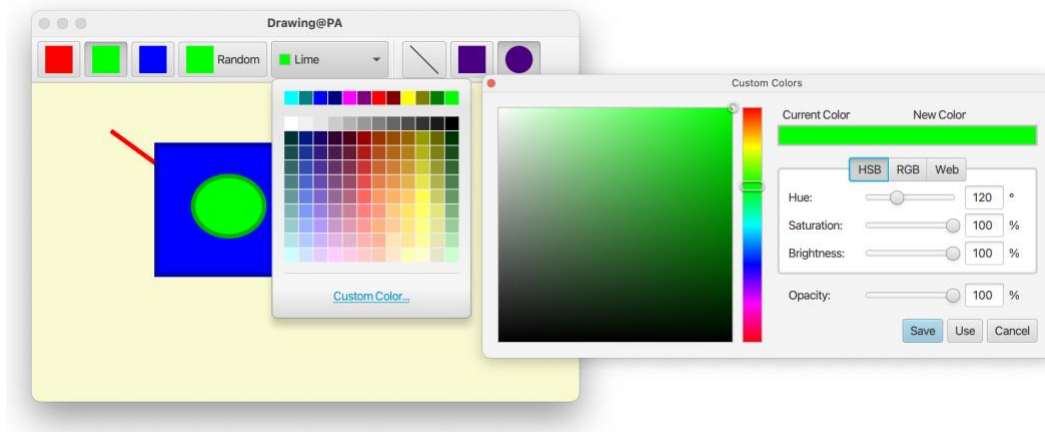 Drawing@PA
Random
Lime
Custom Color...
Custom Colors
Current Color
New Color
HSB RGB Web
Hue: 120 °
Saturation: 100 %
Brightness: 100 %
Opacity: 100 %
Save Use Cancel